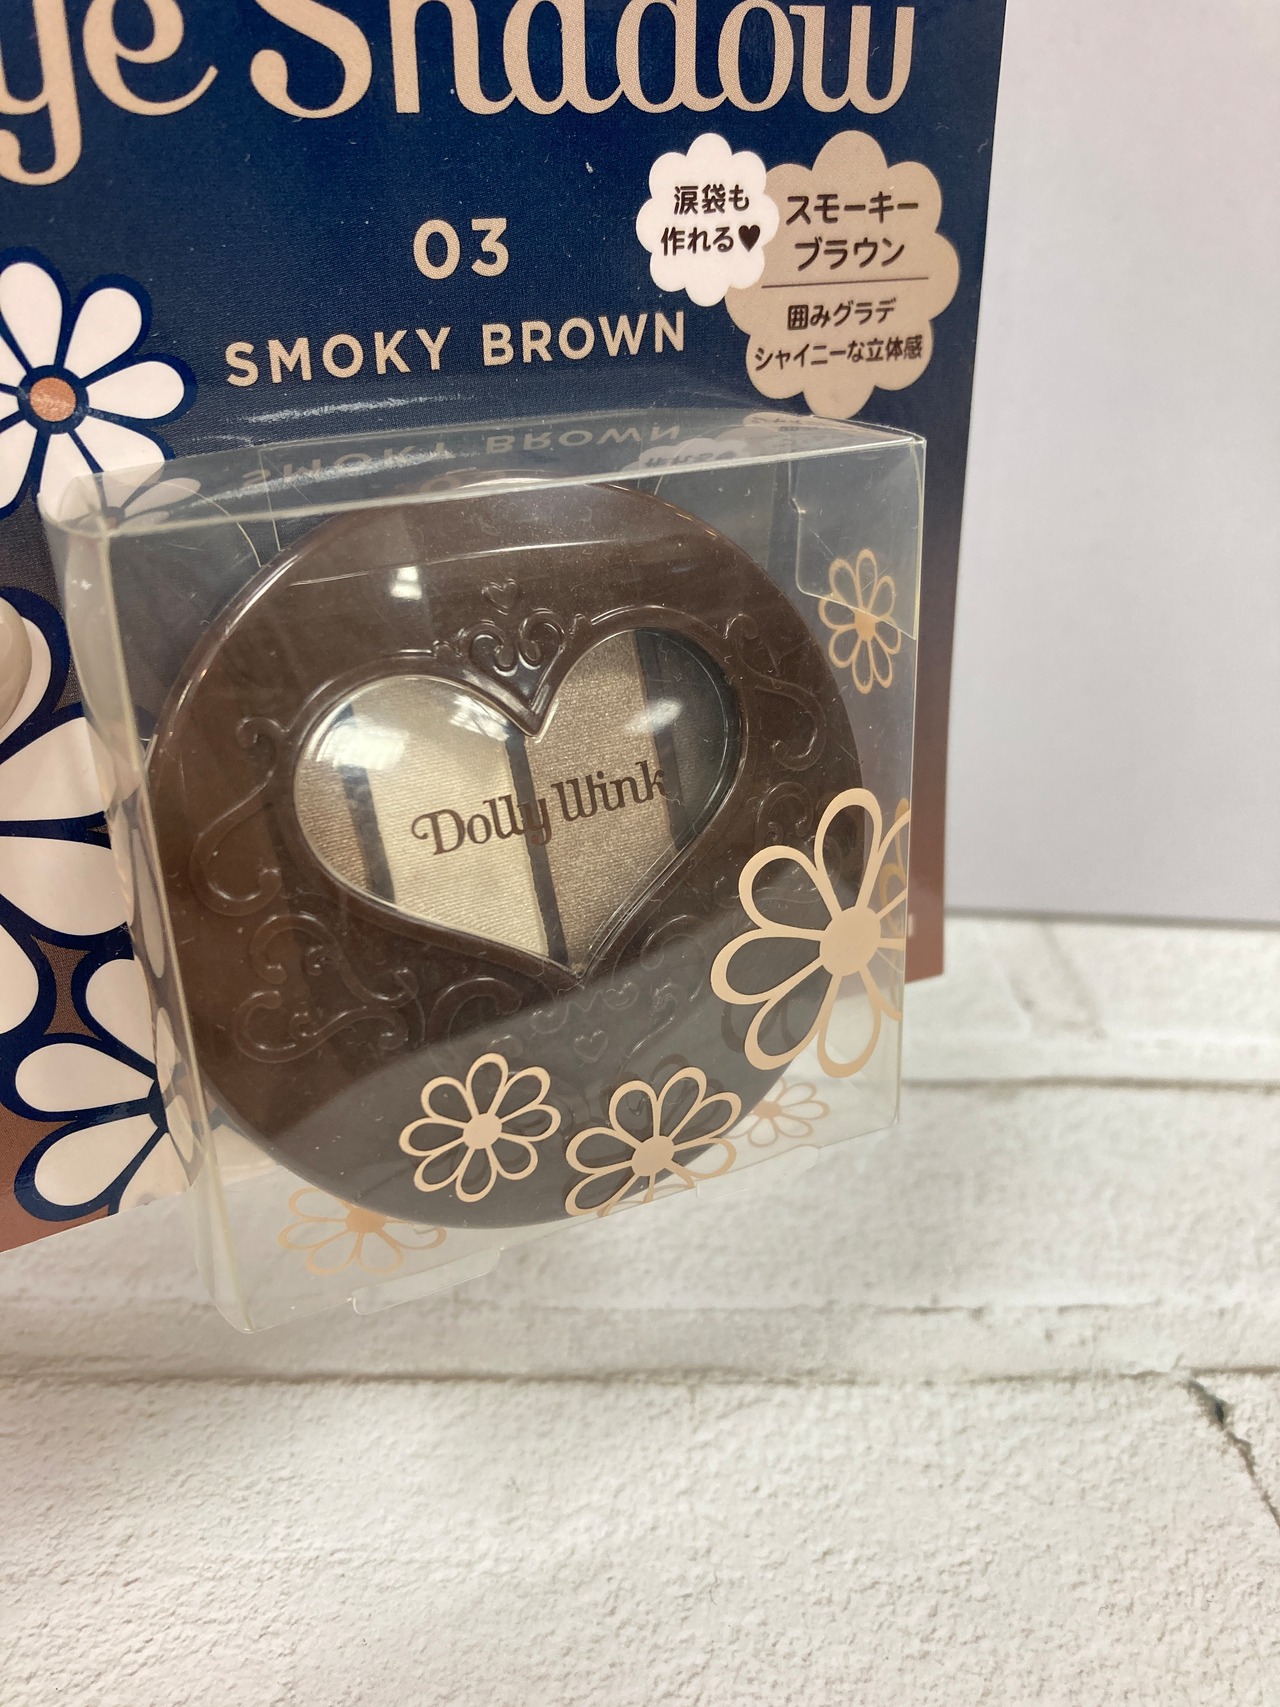 ye Shadow
03
SMOKY BROWN
涙袋も
作れる♥
スモーキー
ブラウン
囲みグラデ
シャイニーな立体感
Dolly Wink